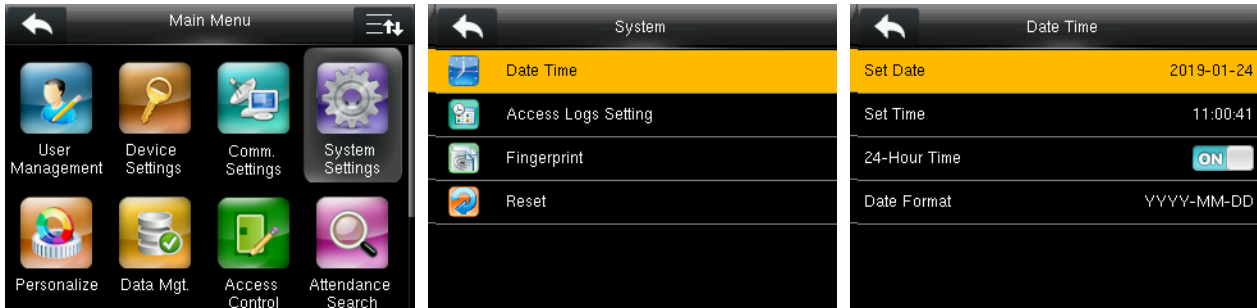 Main Menu
User
Management
Device
Settings
Comm.
Settings
System
Settings
Personalize
Data Mgt.
Access
Control
Attendance
Search
System
Date Time
Access Logs Setting
Fingerprint
Reset
Date Time
Set Date 2019-01-24
Set Time 11:00:41
24-Hour Time ON
Date Format YYYY-MM-DD